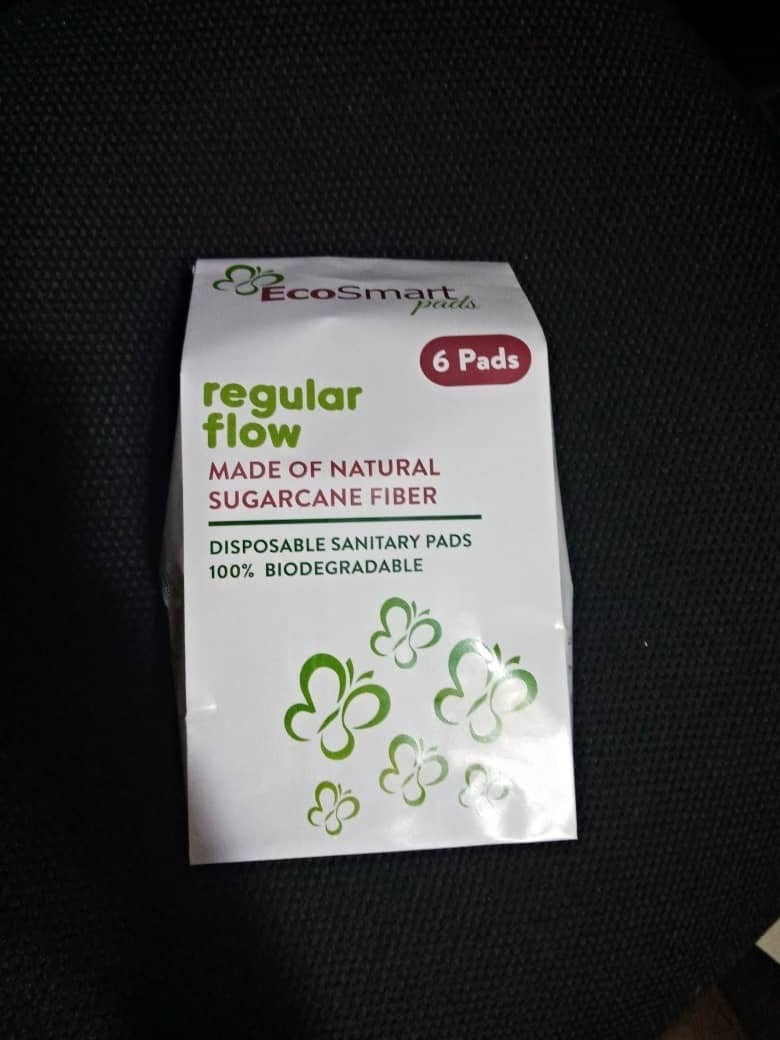 EcoSmart
pads
6 Pads
regular
flow
MADE OF NATURAL
SUGARCANE FIBER
DISPOSABLE SANITARY PADS
100% BIODEGRADABLE